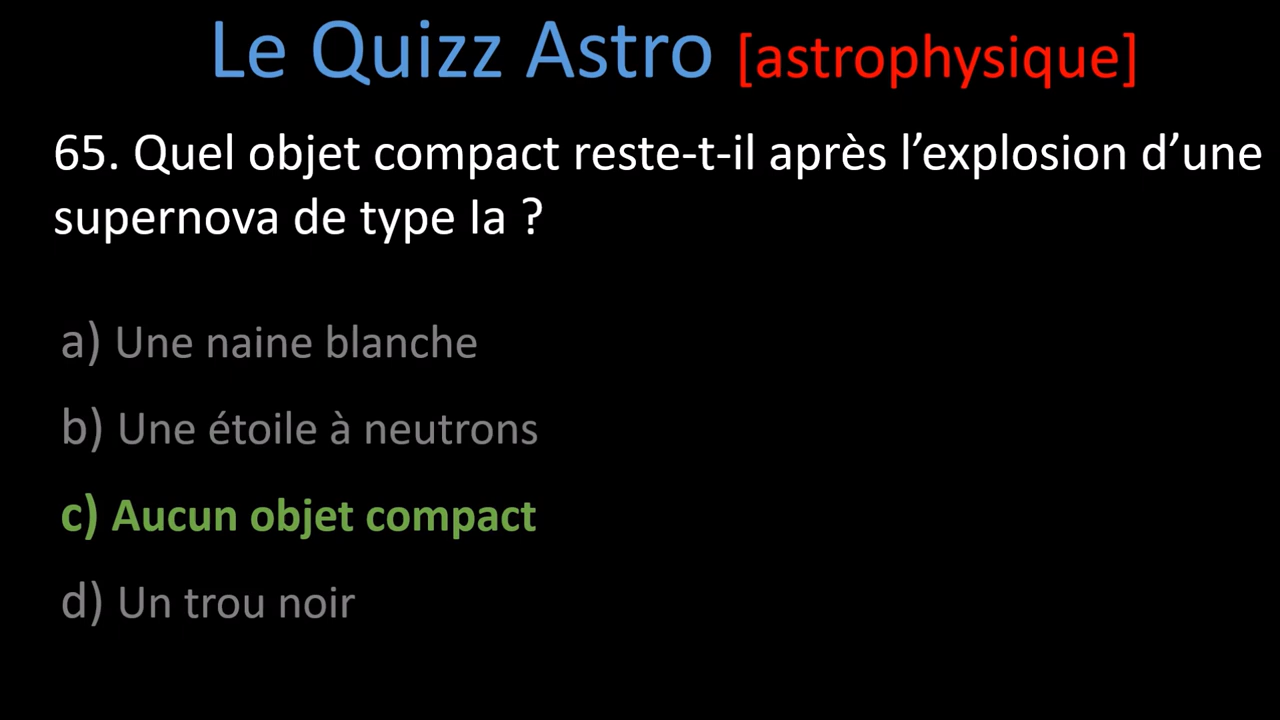 Le Quizz Astro [astrophysique]
65. Quel objet compact reste-t-il après l’explosion d’une
supernova de type Ia ?
a) Une naine blanche
b) Une étoile à neutrons
c) Aucun objet compact
d) Un trou noir